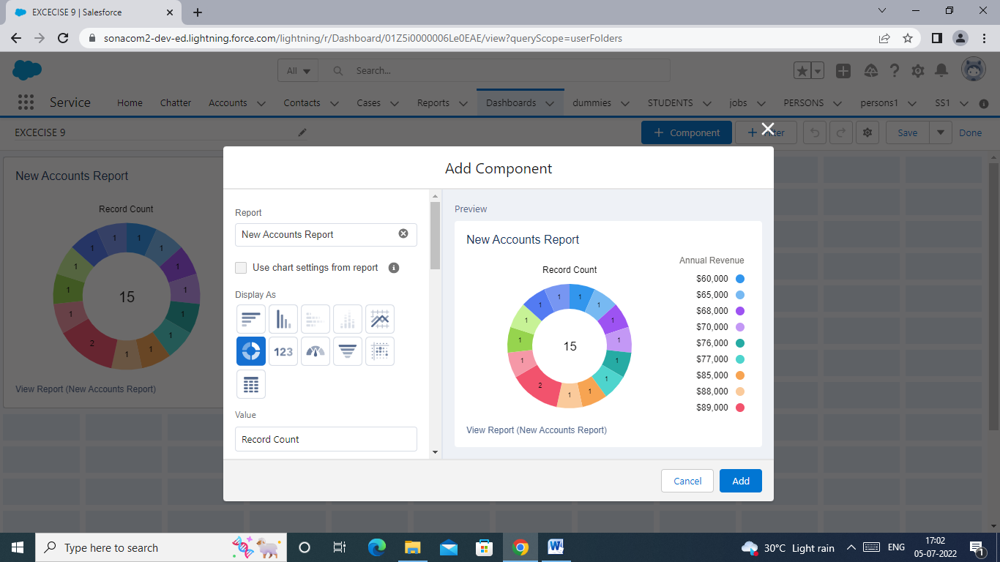 EXCECISE 9 | Salesforce
sonacom2-dev-ed.lightning.force.com/lightning/r/Dashboard/01Z5i0000006Le0EAE/view?queryScope=userFolders
All Search...
Service Home Chatter Accounts Contacts Cases Reports Dashboards dummies STUDENTS jobs PERSONS persons1 SS1
EXCECISE 9 + Component + Save Done
New Accounts Report
Record Count
1 1 1 1 1 1 1 1 2 1 1 1 1 1
15
View Report (New Accounts Report)
Add Component
Report
New Accounts Report
Use chart settings from report
Display As
123
Value
Record Count
Preview
New Accounts Report
Record Count
1 1 1 1 1 1 1 1 2 1 1 1 1 1
15
Annual Revenue
$60,000
$65,000
$68,000
$70,000
$76,000
$77,000
$85,000
$88,000
$89,000
View Report (New Accounts Report)
Cancel Add
Type here to search
30°C Light rain ENG 17:02
05-07-2022 1